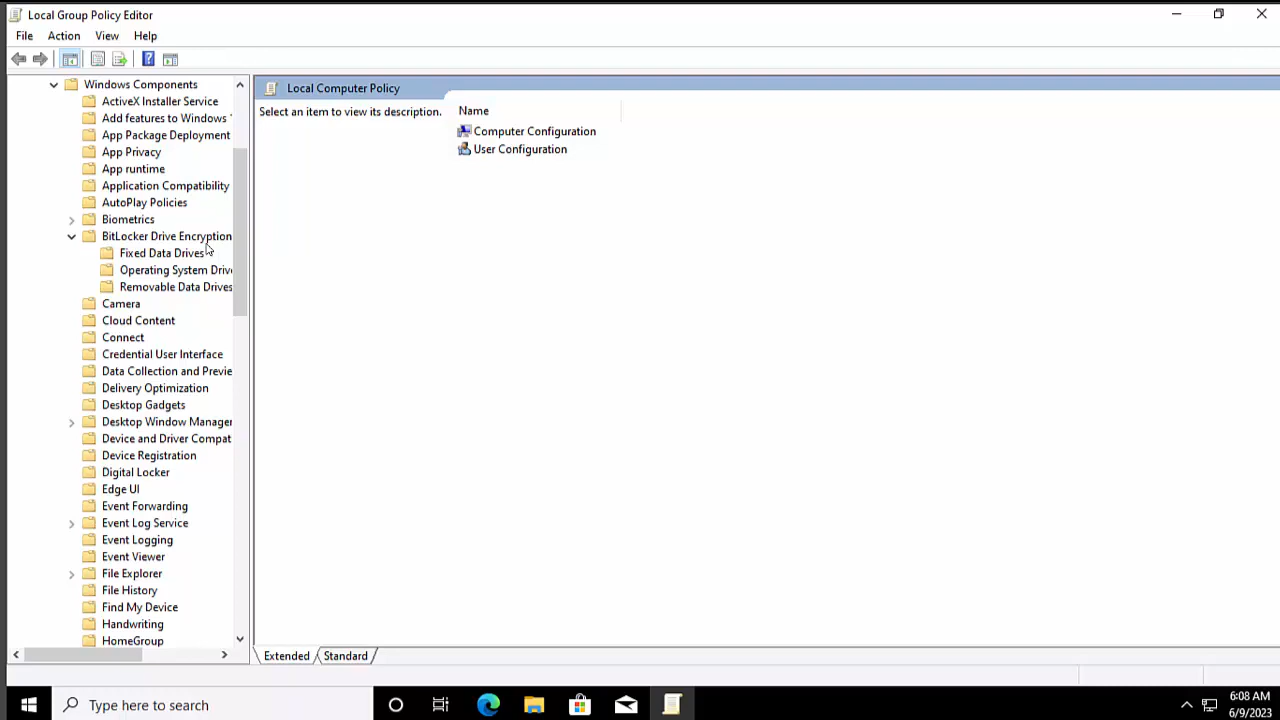 Local Group Policy Editor
File Action View Help
Windows Components
ActiveX Installer Service
Add features to Windows
App Package Deployment
App Privacy
App runtime
Application Compatibility
AutoPlay Policies
Biometrics
BitLocker Drive Encryption
Fixed Data Drives
Operating System Drive
Removable Data Drives
Camera
Cloud Content
Connect
Credential User Interface
Data Collection and Previe
Delivery Optimization
Desktop Gadgets
Desktop Window Manager
Device and Driver Compat
Device Registration
Digital Locker
Edge UI
Event Forwarding
Event Log Service
Event Logging
Event Viewer
File Explorer
File History
Find My Device
Handwriting
HomeGroup
Local Computer Policy
Select an item to view its description.
Name
Computer Configuration
User Configuration
Extended Standard
Type here to search
6:08 AM
6/9/2023